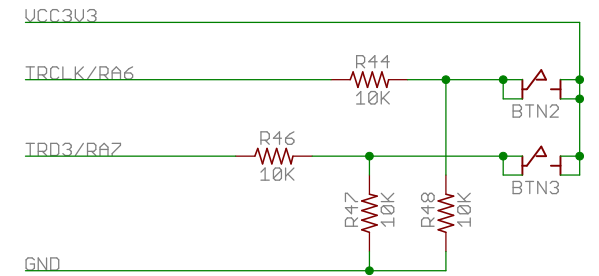 VCC3V3
R44
TRCLK/RA6
10K
BTN2
R46
TRD3/RA7
10K
BTN3
R47
10K
R48
10K
GND